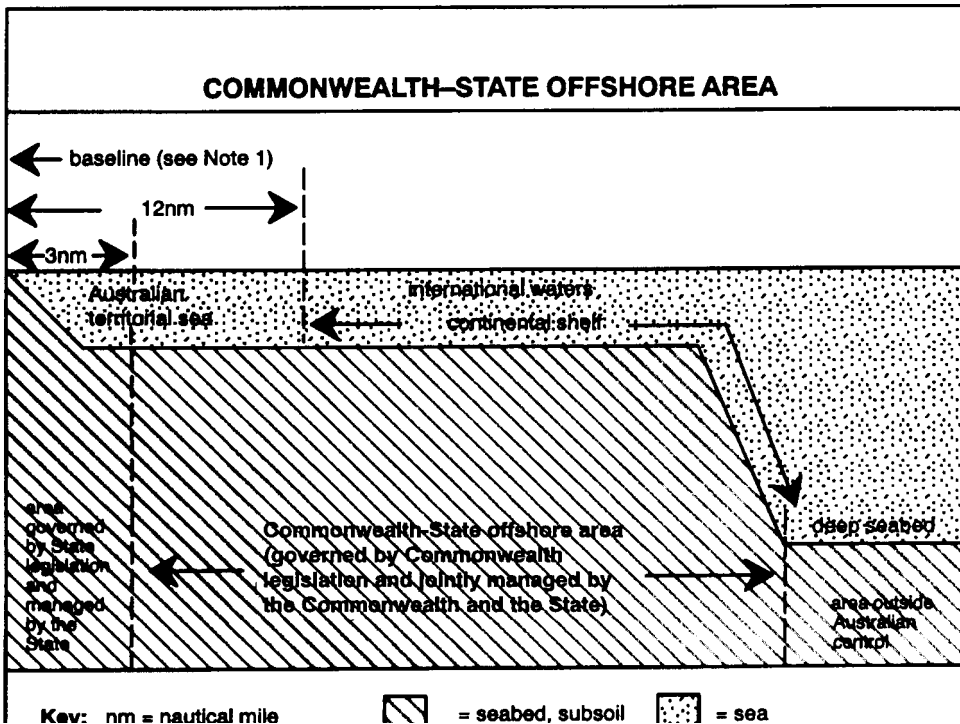 COMMONWEALTH–STATE OFFSHORE AREA
baseline (see Note 1)
12nm
3nm
Australian
territorial sea
international waters
continental shelf
area
governed
by State
legislation
and
managed
by the
State
Commonwealth-State offshore area
(governed by Commonwealth
legislation and jointly managed by
the Commonwealth and the State)
deep seabed
area outside
Australian
control
Key: nm = nautical mile
= seabed, subsoil
= sea